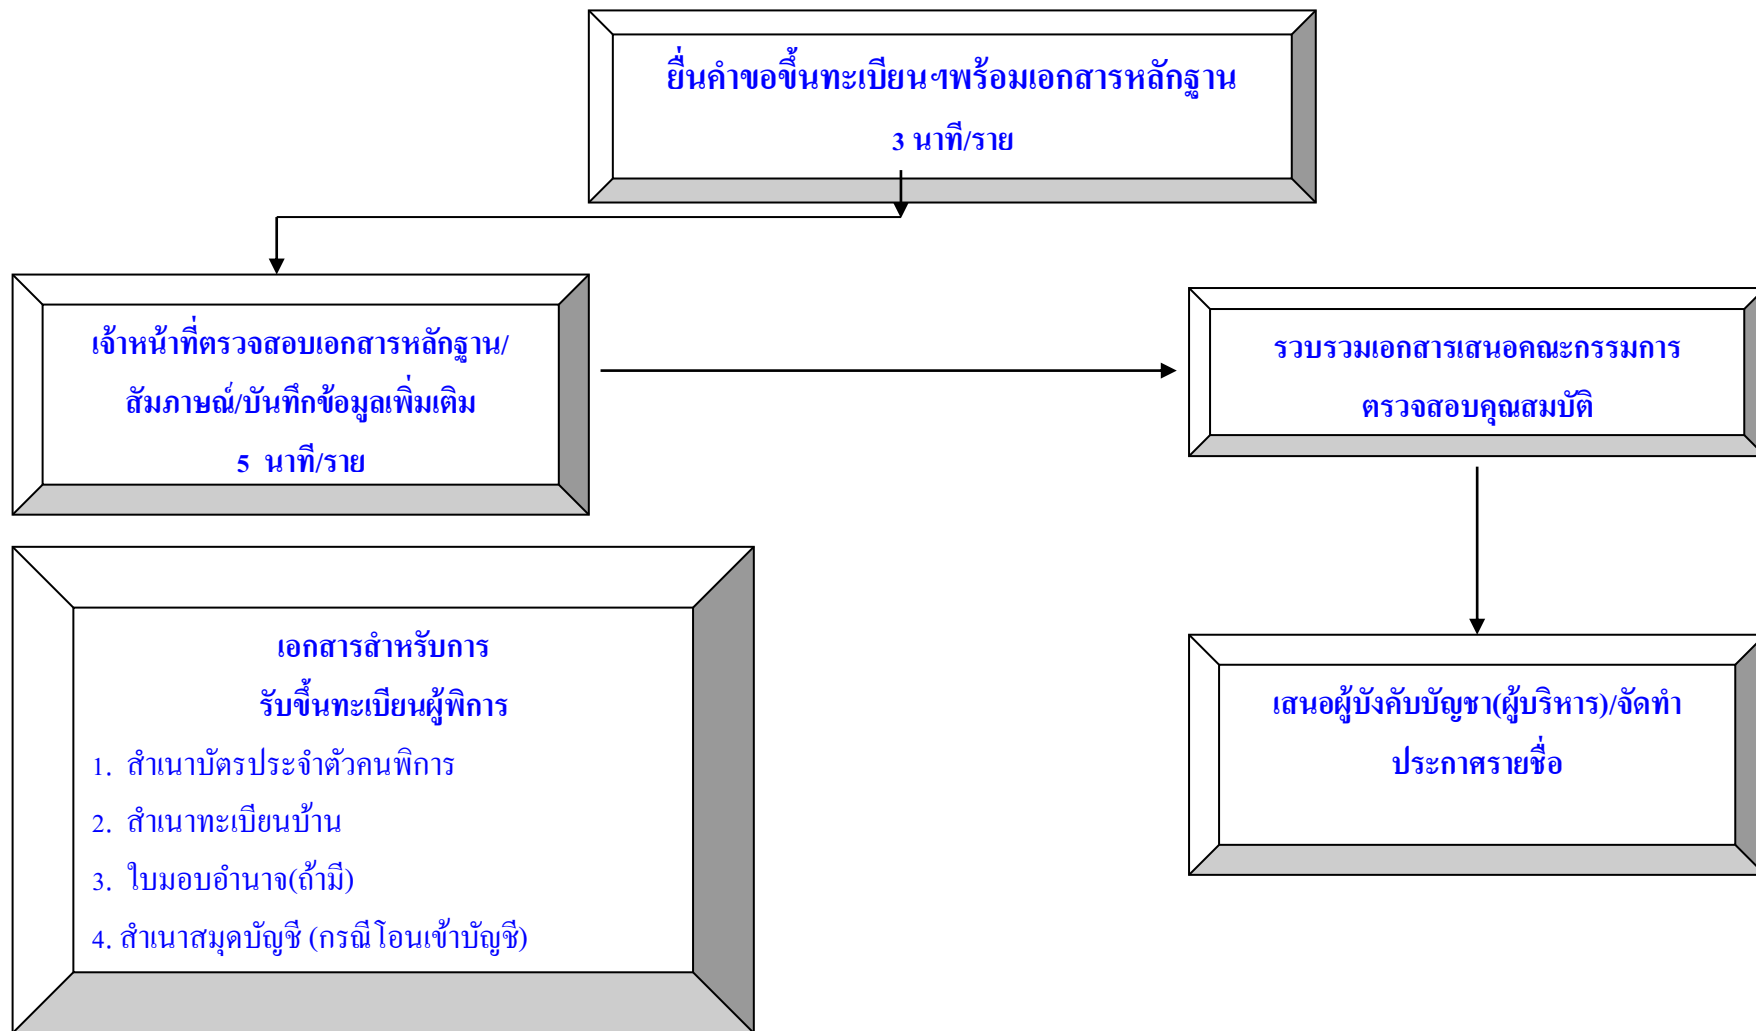 ยื่นคำขอขึ้นทะเบียนฯพร้อมเอกสารหลักฐาน
3 นาที/ราย
เจ้าหน้าที่ตรวจสอบเอกสารหลักฐาน/
สัมภาษณ์/บันทึกข้อมูลเพิ่มเติม
5 นาที/ราย
รวบรวมเอกสารเสนอคณะกรรมการ
ตรวจสอบคุณสมบัติ
เอกสารสำหรับการ
รับขึ้นทะเบียนผู้พิการ
1. สำเนาบัตรประจำตัวคนพิการ
2. สำเนาทะเบียนบ้าน
3. ใบมอบอำนาจ(ถ้ามี)
4. สำเนาสมุดบัญชี (กรณีโอนเข้าบัญชี)
เสนอผู้บังคับบัญชา(ผู้บริหาร)/จัดทำ
ประกาศรายชื่อ